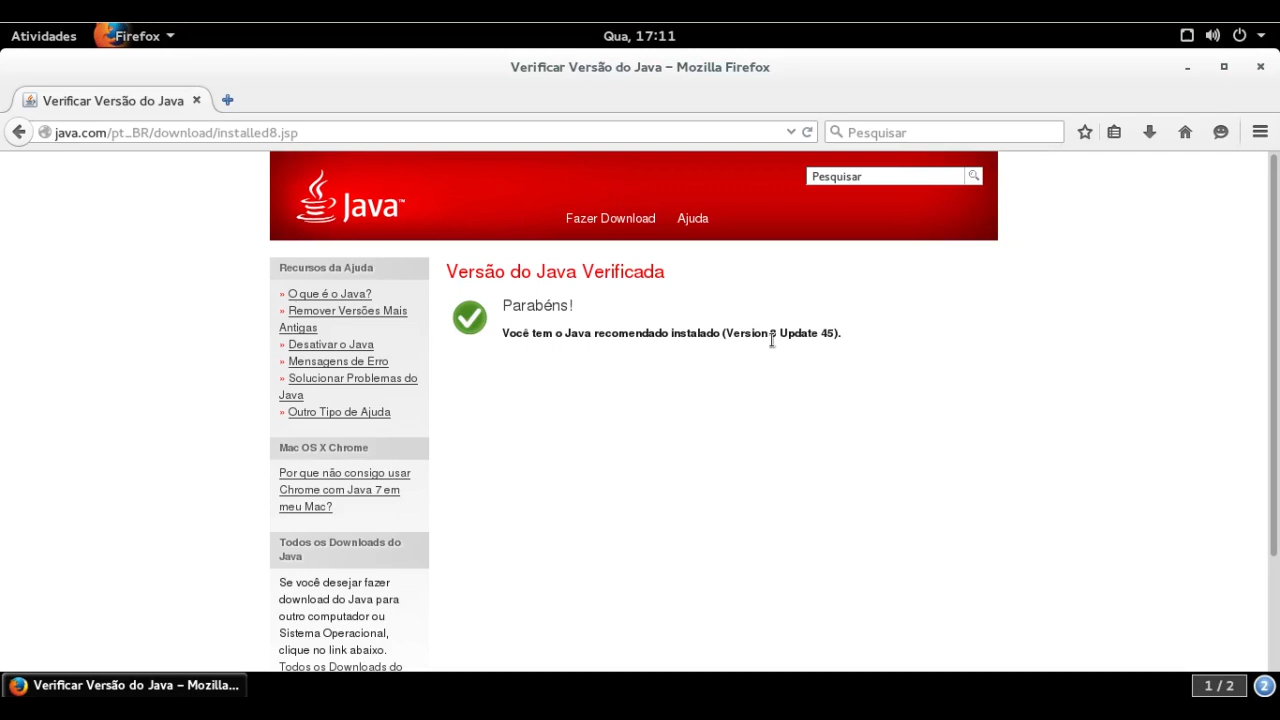 Atividades Firefox Qua, 17:11
Verificar Versão do Java – Mozilla Firefox
Verificar Versão do Java
java.com/pt_BR/download/installed8.jsp Pesquisar
Java™
Pesquisar
Fazer Download Ajuda
Recursos da Ajuda
» O que é o Java?
» Remover Versões Mais
Antigas
» Desativar o Java
» Mensagens de Erro
» Solucionar Problemas do
Java
» Outro Tipo de Ajuda
Mac OS X Chrome
Por que não consigo usar
Chrome com Java 7 em
meu Mac?
Todos os Downloads do
Java
Se você desejar fazer
download do Java para
outro computador ou
Sistema Operacional,
clique no link abaixo.
Todos os Downloads do
Versão do Java Verificada
Parabéns!
Você tem o Java recomendado instalado (Version 8 Update 45).
Verificar Versão do Java – Mozilla...
1 / 2
2